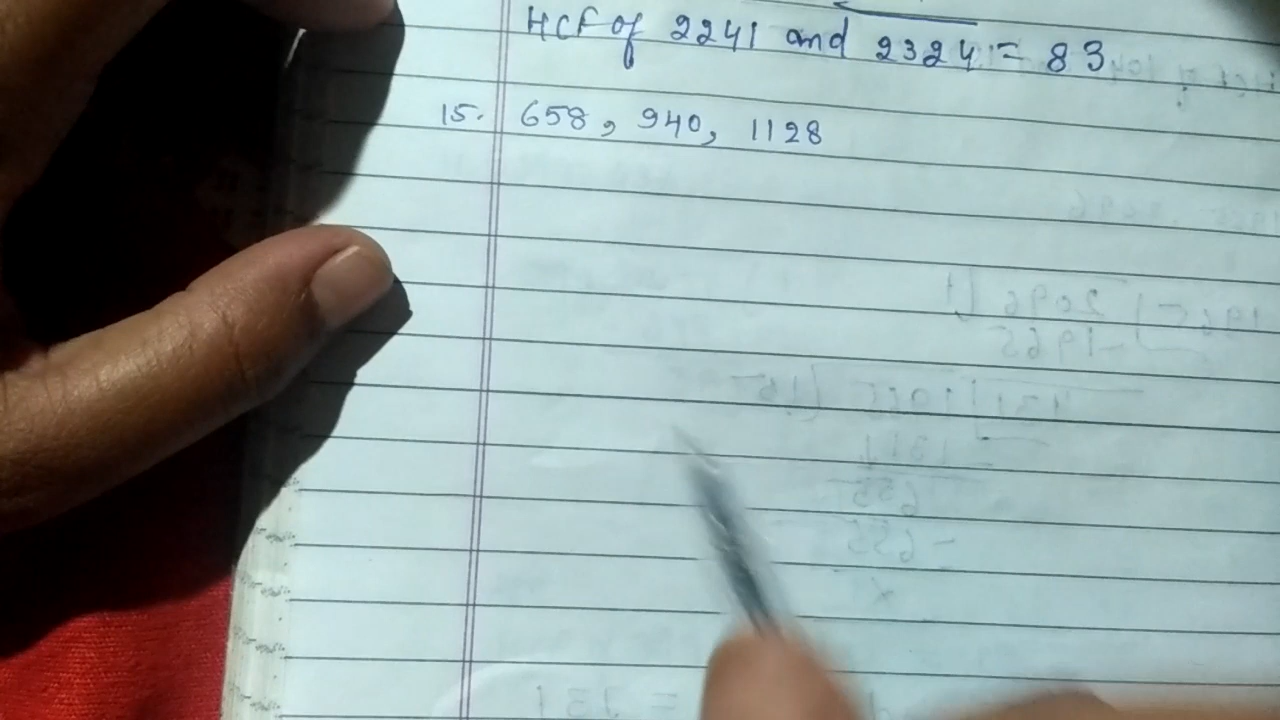 HCF of 2241 and 2324 = 83
15. 658, 940, 1128